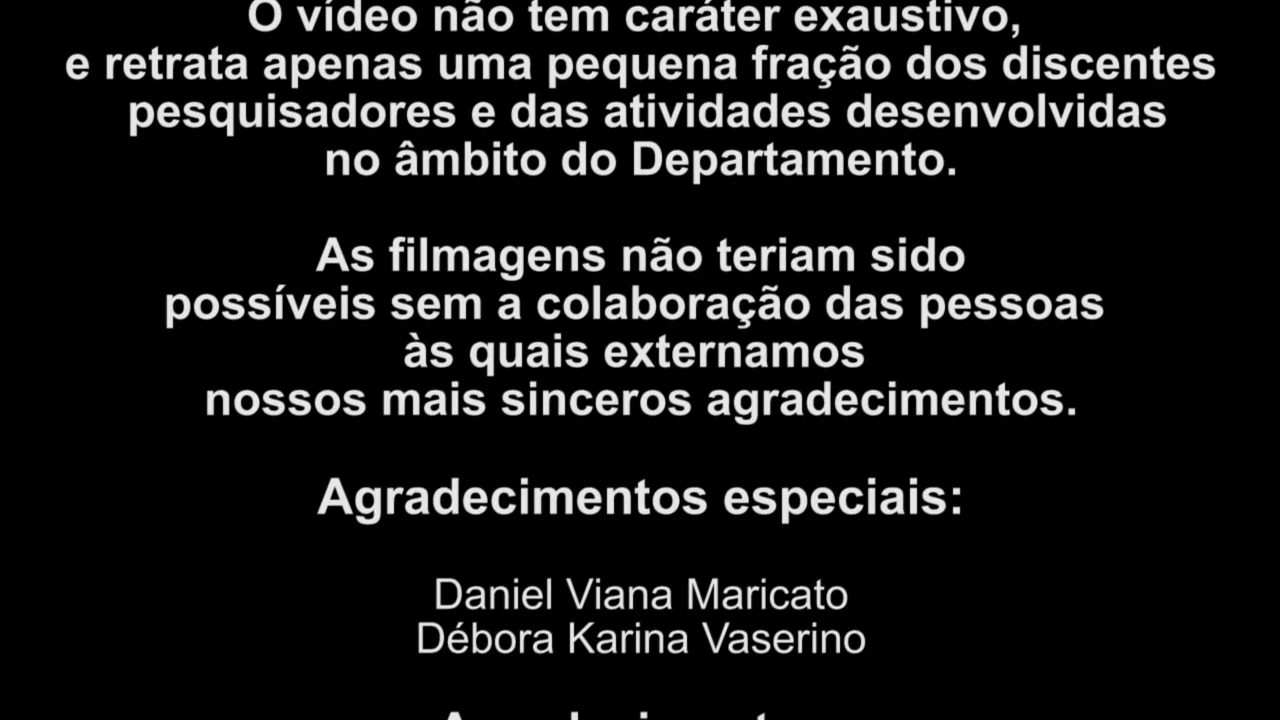 O vídeo não tem caráter exaustivo,
e retrata apenas uma pequena fração dos discentes
pesquisadores e das atividades desenvolvidas
no âmbito do Departamento.
As filmagens não teriam sido
possíveis sem a colaboração das pessoas
às quais externamos
nossos mais sinceros agradecimentos.
Agradecimentos especiais:
Daniel Viana Maricato
Débora Karina Vaserino